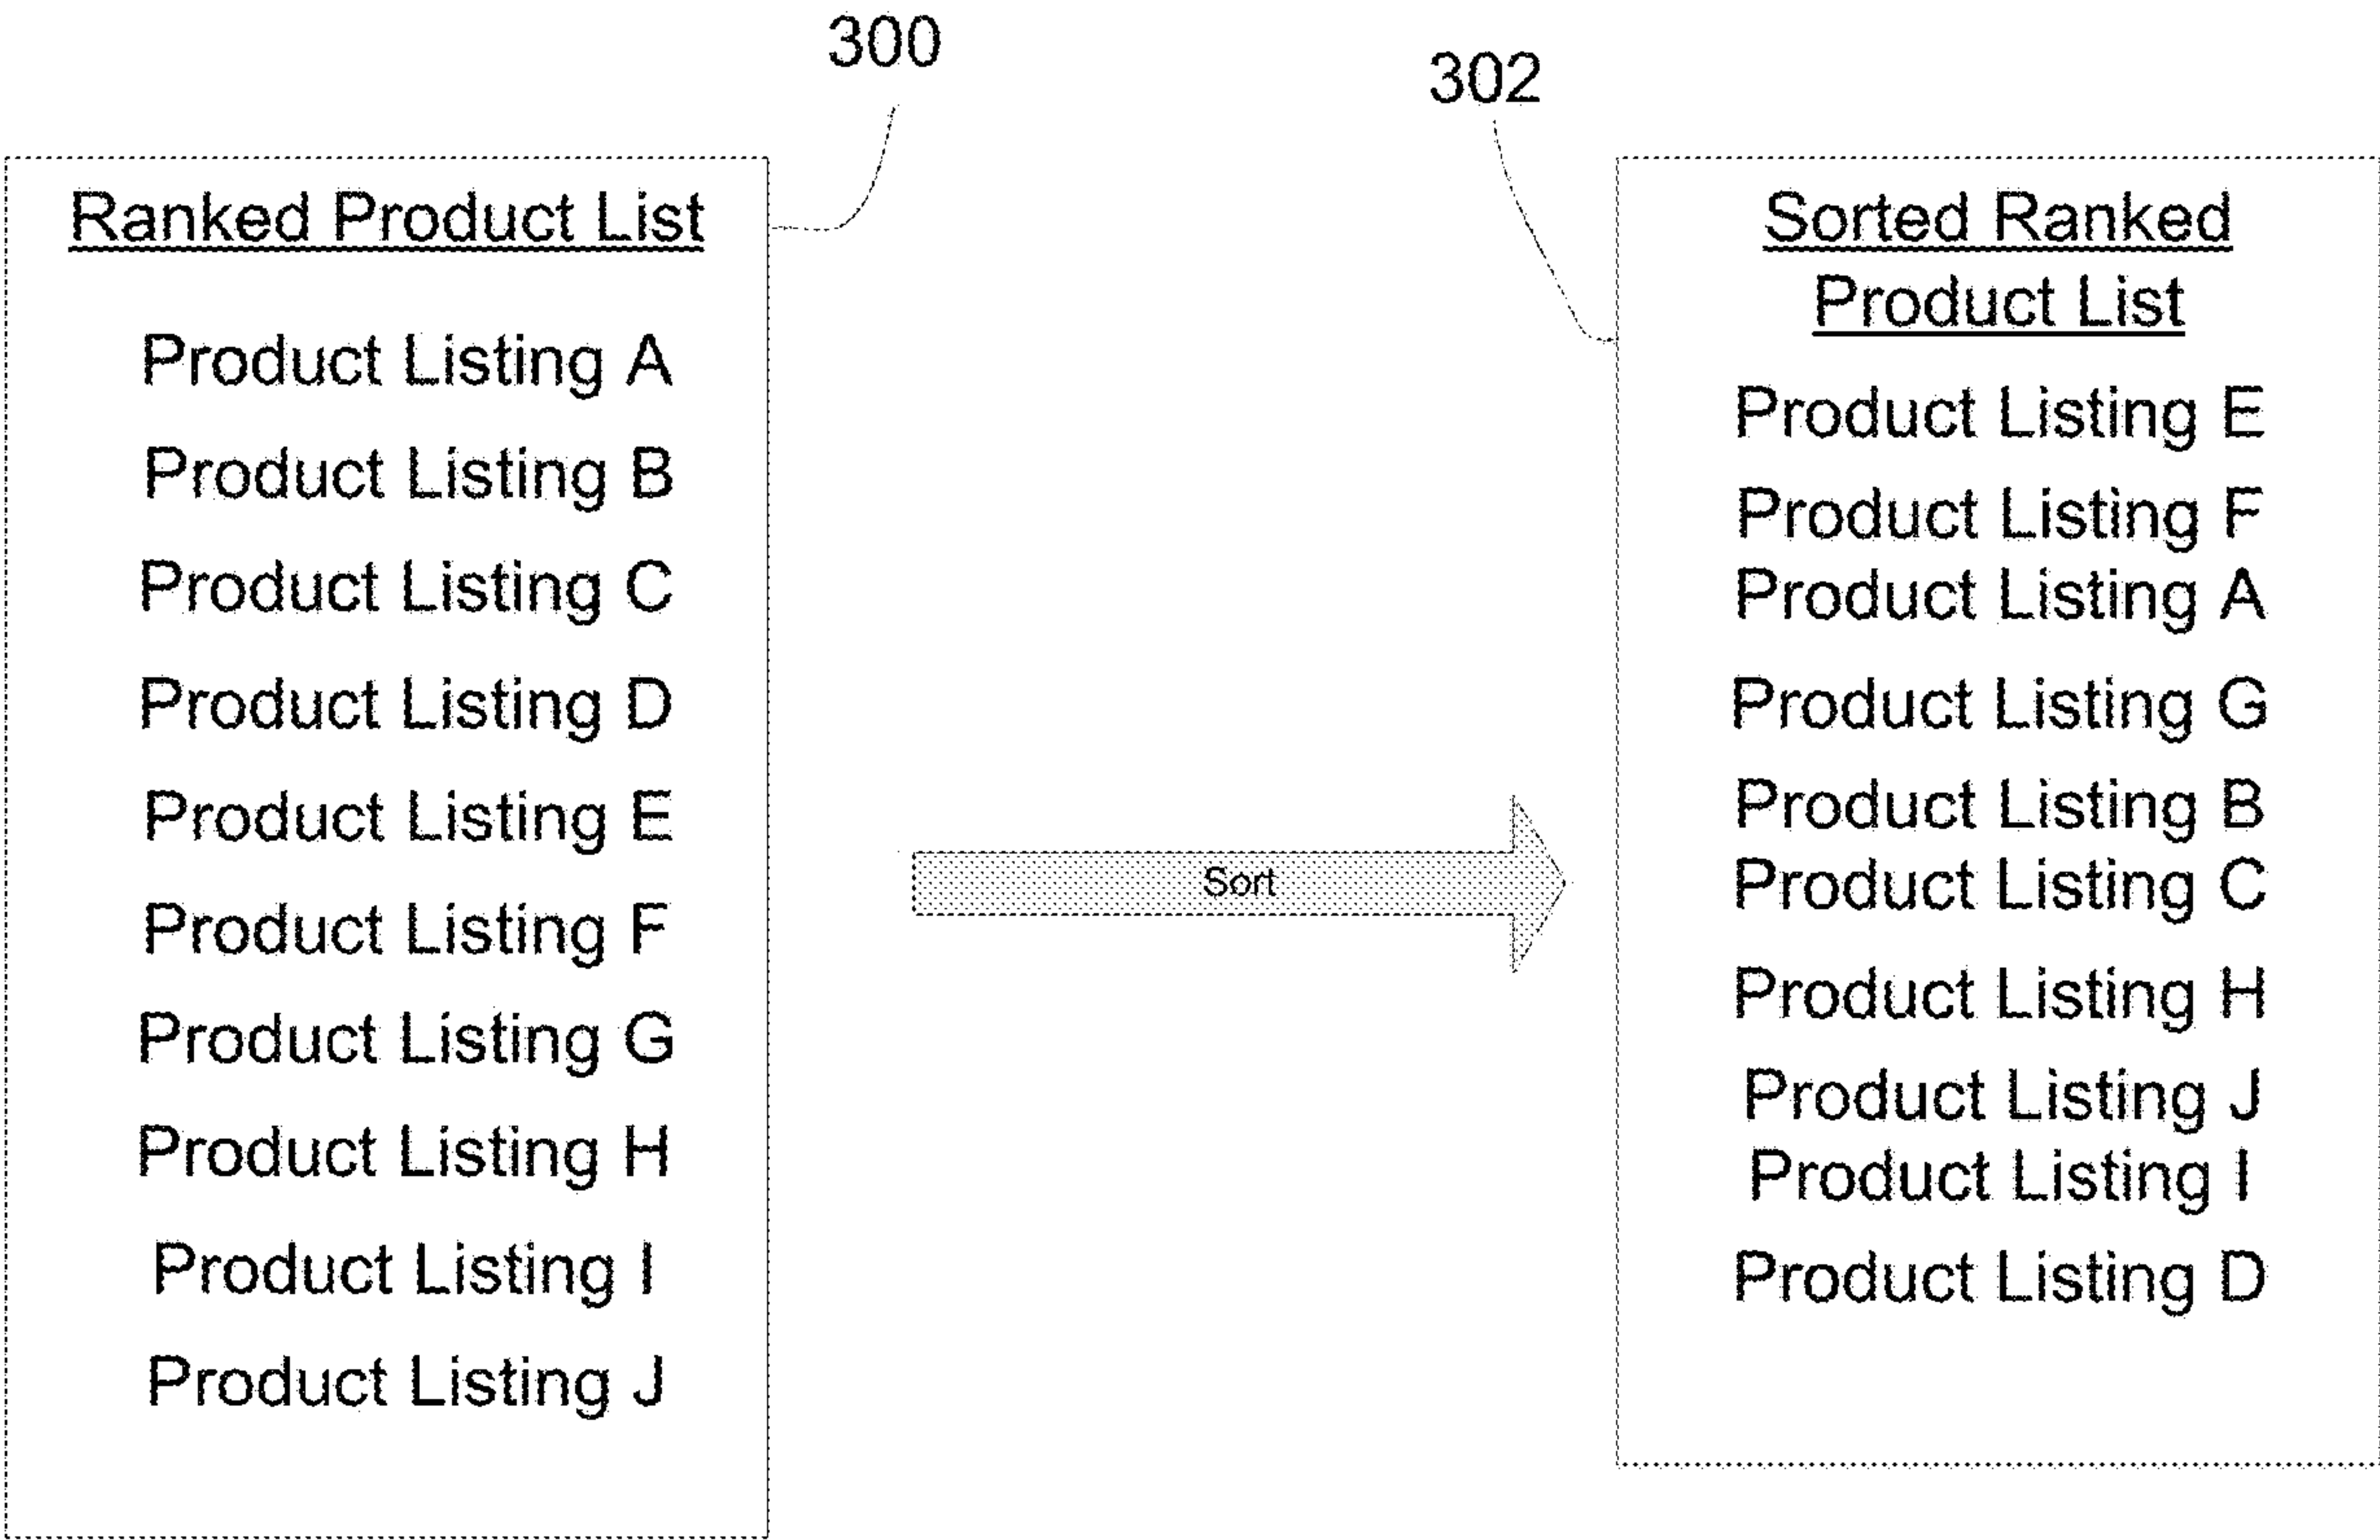 300
302
Ranked Product List
Product Listing A
Product Listing B
Product Listing C
Product Listing D
Product Listing E
Product Listing F
Product Listing G
Product Listing H
Product Listing I
Product Listing J
Sort
Sorted Ranked
Product List
Product Listing E
Product Listing F
Product Listing A
Product Listing G
Product Listing B
Product Listing C
Product Listing H
Product Listing J
Product Listing I
Product Listing D